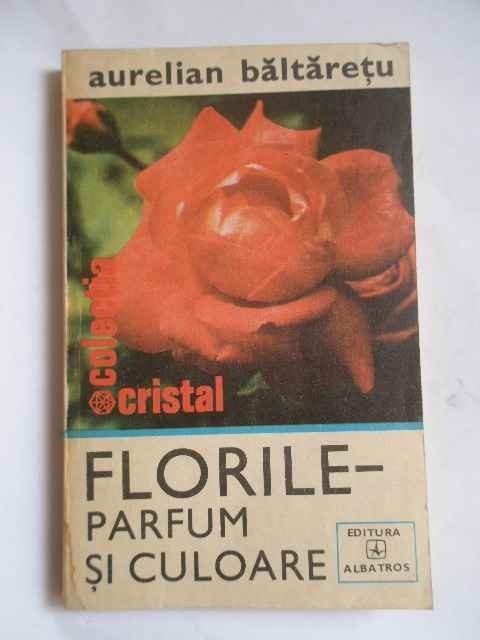 aurelian băltărețu
colecția
cristal
FLORILE–
PARFUM
ȘI CULOARE
EDITURA
ALBATROS